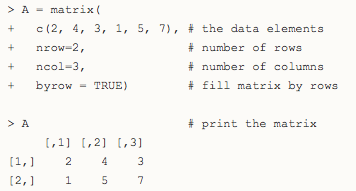 > A = matrix(
+   c(2, 4, 3, 1, 5, 7), # the data elements
+   nrow=2,              # number of rows
+   ncol=3,              # number of columns
+   byrow = TRUE)        # fill matrix by rows
> A                      # print the matrix
     [,1] [,2] [,3]
[1,]    2    4    3
[2,]    1    5    7